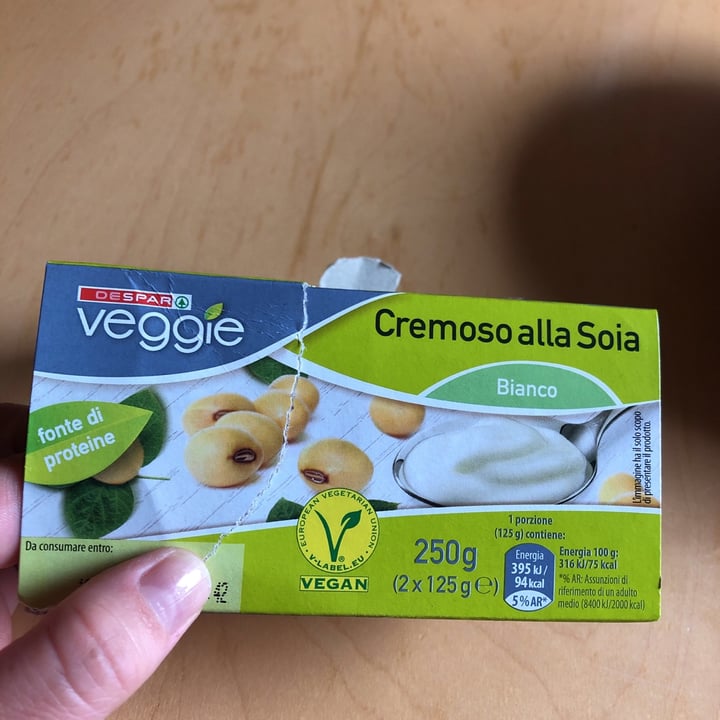 DESPAR
veggie
Cremoso alla Soia
Bianco
fonte di
proteine
L'immagine ha il solo scopo
di presentare il prodotto.
Da consumare entro:
EUROPEAN VEGETARIAN UNION
V-LABEL.EU
VEGAN
250g
(2 x 125 g ℮)
1 porzione
(125 g) contiene:
Energia
395 kJ/
94 kcal
5% AR*
Energia 100 g:
316 kJ/75 kcal
*% AR: Assunzioni di
riferimento di un adulto
medio (8400 kJ/2000 kcal)